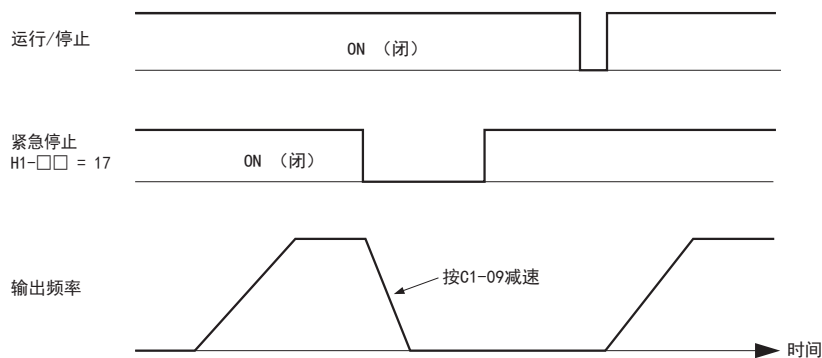 运行/停止
ON （闭）
紧急停止
H1-□□ = 17
ON （闭）
按C1-09减速
输出频率
时间